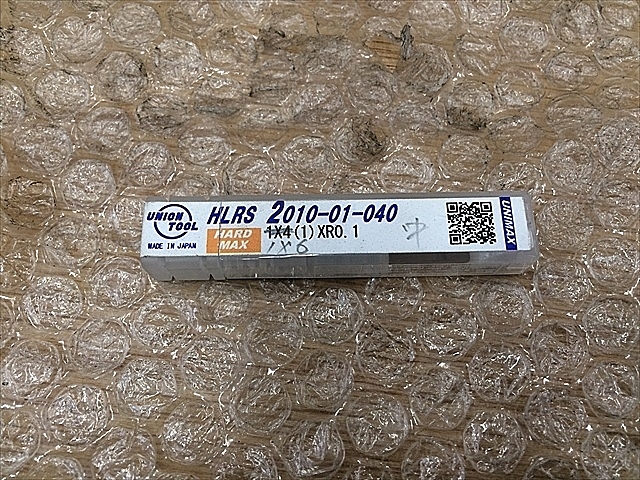 UNION TOOL
MADE IN JAPAN
HLRS 2010-01-040
HARD MAX
1X4(1)XR0.1
1X6
中
UNIMAX